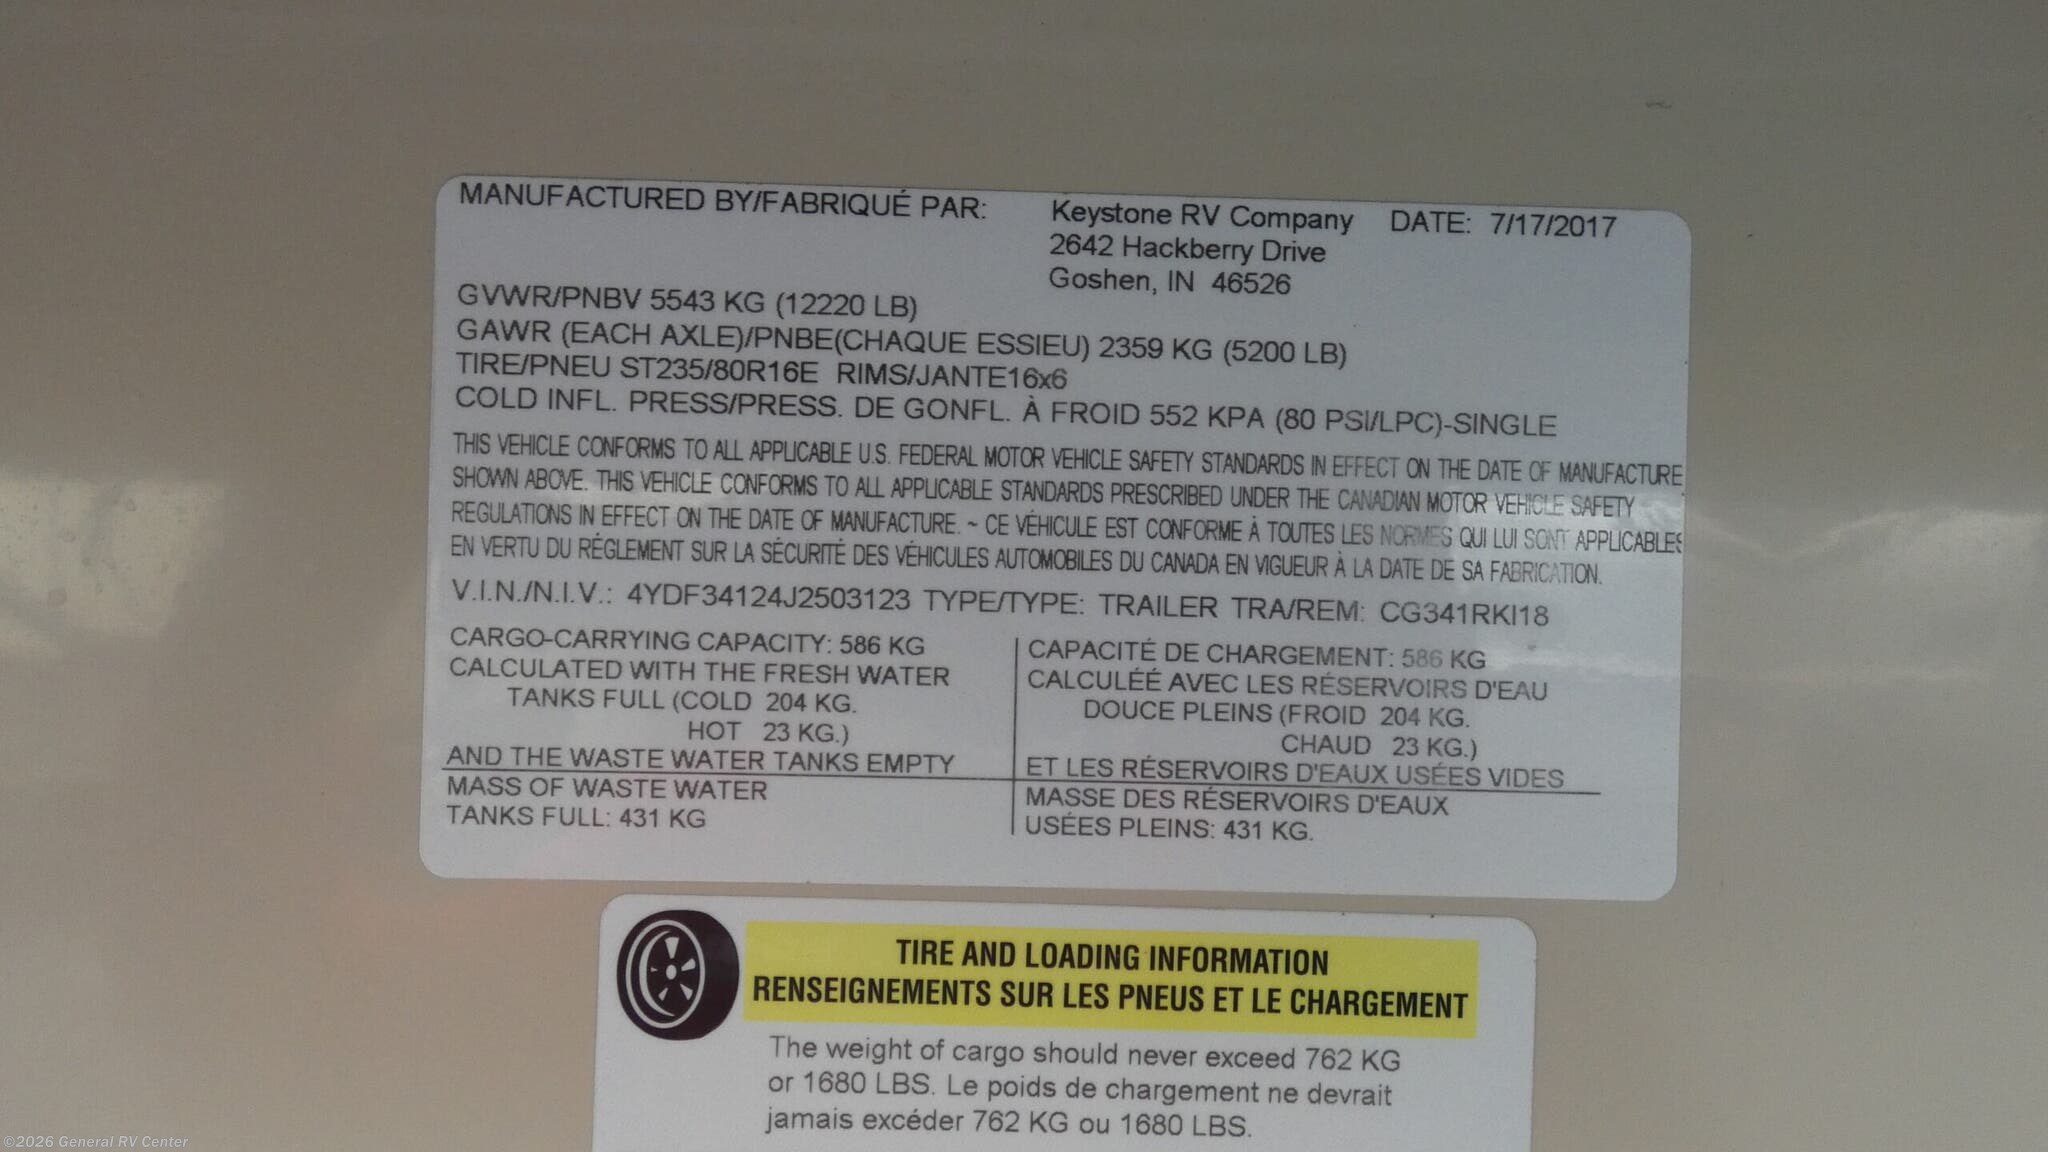 MANUFACTURED BY/FABRIQUÉ PAR: Keystone RV Company DATE: 7/17/2017
2642 Hackberry Drive
Goshen, IN 46526
GVWR/PNBV 5543 KG (12220 LB)
GAWR (EACH AXLE)/PNBE(CHAQUE ESSIEU) 2359 KG (5200 LB)
TIRE/PNEU ST235/80R16E RIMS/JANTE16x6
COLD INFL. PRESS/PRESS. DE GONFL. À FROID 552 KPA (80 PSI/LPC)-SINGLE
THIS VEHICLE CONFORMS TO ALL APPLICABLE U.S. FEDERAL MOTOR VEHICLE SAFETY STANDARDS IN EFFECT ON THE DATE OF MANUFACTURE
SHOWN ABOVE. THIS VEHICLE CONFORMS TO ALL APPLICABLE STANDARDS PRESCRIBED UNDER THE CANADIAN MOTOR VEHICLE SAFETY
REGULATIONS IN EFFECT ON THE DATE OF MANUFACTURE. ~ CE VÉHICULE EST CONFORME À TOUTES LES NORMES QUI LUI SONT APPLICABLES
EN VERTU DU RÉGLEMENT SUR LA SÉCURITÉ DES VÉHICULES AUTOMOBILES DU CANADA EN VIGUEUR À LA DATE DE SA FABRICATION.
V.I.N./N.I.V.: 4YDF34124J2503123 TYPE/TYPE: TRAILER TRA/REM: CG341RKI18
CARGO-CARRYING CAPACITY: 586 KG
CALCULATED WITH THE FRESH WATER
TANKS FULL (COLD 204 KG.
HOT 23 KG.)
AND THE WASTE WATER TANKS EMPTY
MASS OF WASTE WATER
TANKS FULL: 431 KG
CAPACITÉ DE CHARGEMENT: 586 KG
CALCULÉÉ AVEC LES RÉSERVOIRS D'EAU
DOUCE PLEINS (FROID 204 KG.
CHAUD 23 KG.)
ET LES RÉSERVOIRS D'EAUX USÉES VIDES
MASSE DES RÉSERVOIRS D'EAUX
USÉES PLEINS: 431 KG.
TIRE AND LOADING INFORMATION
RENSEIGNEMENTS SUR LES PNEUS ET LE CHARGEMENT
The weight of cargo should never exceed 762 KG
or 1680 LBS. Le poids de chargement ne devrait
jamais excéder 762 KG ou 1680 LBS.
©2026 General RV Center